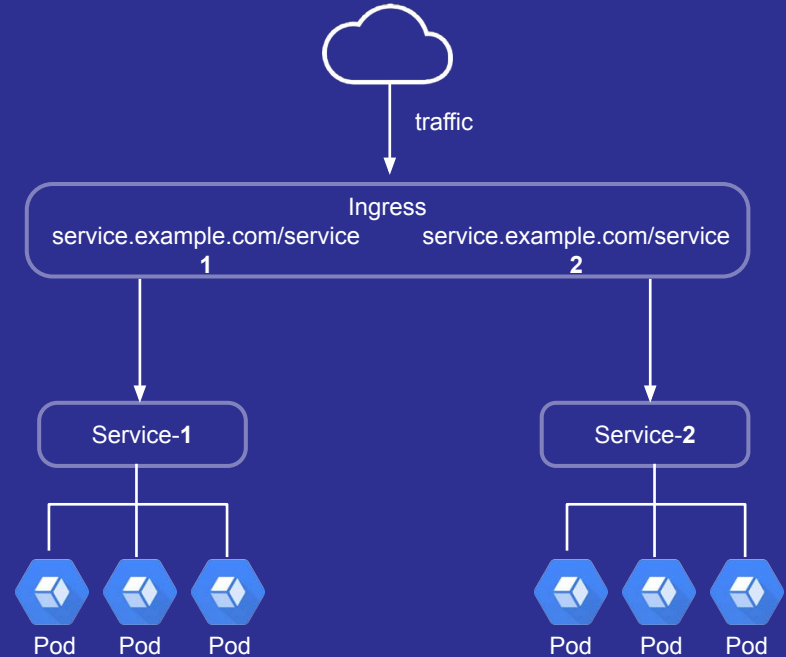 traffic
Ingress
service.example.com/service
1
service.example.com/service
2
Service-1
Service-2
Pod
Pod
Pod
Pod
Pod
Pod